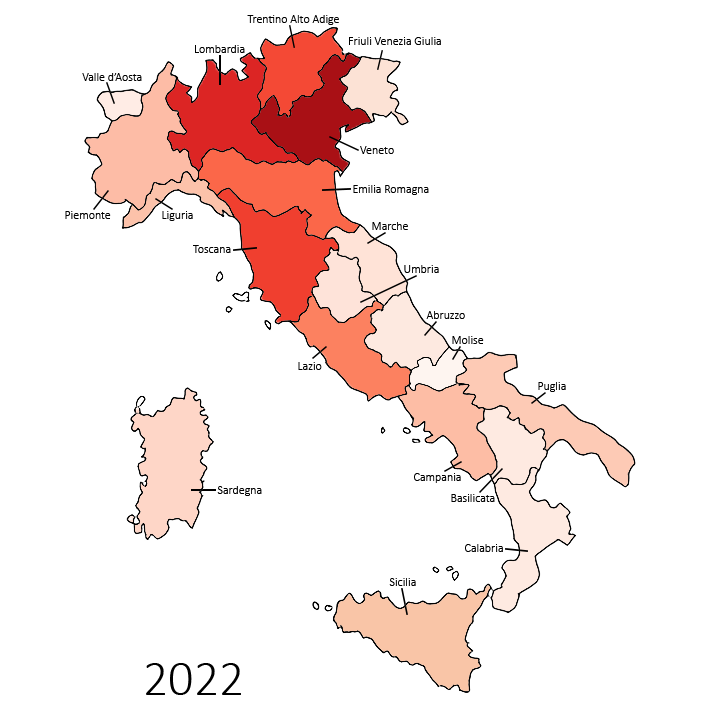 Trentino Alto Adige
Friuli Venezia Giulia
Lombardia
Valle d'Aosta
Veneto
Emilia Romagna
Piemonte
Liguria
Marche
Toscana
Umbria
Abruzzo
Molise
Lazio
Puglia
Campania
Sardegna
Basilicata
Calabria
Sicilia
2022